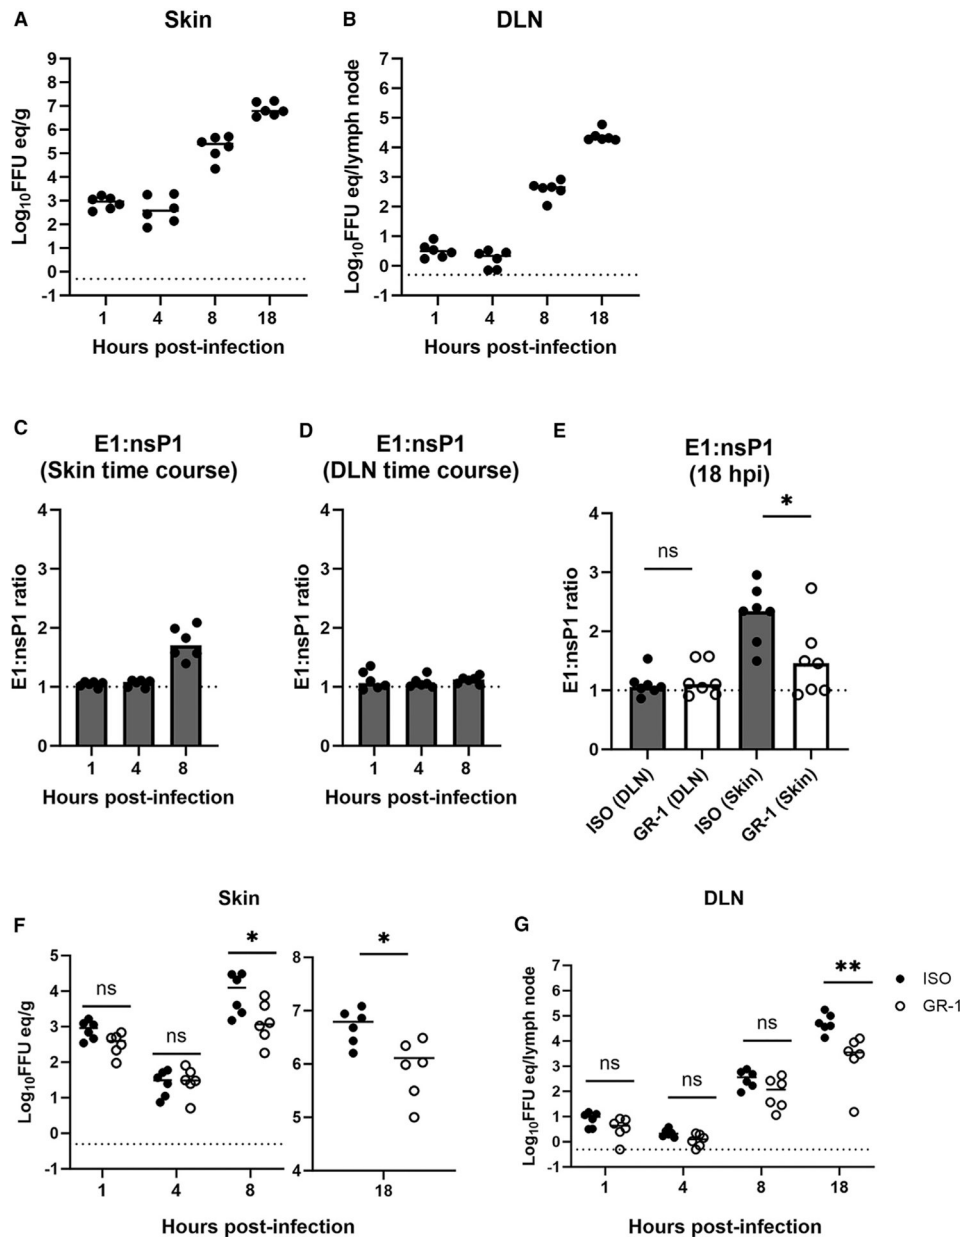 A
Skin
Log10FFU eq/g
9
8
7
6
5
4
3
2
1
0
-1
1 4 8 18
Hours post-infection
B
DLN
Log10FFU eq/lymph node
7
6
5
4
3
2
1
0
-1
1 4 8 18
Hours post-infection
C
E1:nsP1
(Skin time course)
E1:nsP1 ratio
4
3
2
1
0
1 4 8
Hours post-infection
D
E1:nsP1
(DLN time course)
E1:nsP1 ratio
4
3
2
1
0
1 4 8
Hours post-infection
E
E1:nsP1
(18 hpi)
E1:nsP1 ratio
4
3
2
1
0
ns
*
ISO (DLN)
GR-1 (DLN)
ISO (Skin)
GR-1 (Skin)
Skin
F
Log10FFU eq/g
5
4
3
2
1
0
-1
ns
ns
*
1 4 8
8
7
6
5
4
*
18
Hours post-infection
DLN
G
Log10FFU eq/lymph node
7
6
5
4
3
2
1
0
-1
ns
ns
ns
**
1 4 8 18
Hours post-infection
ISO
GR-1